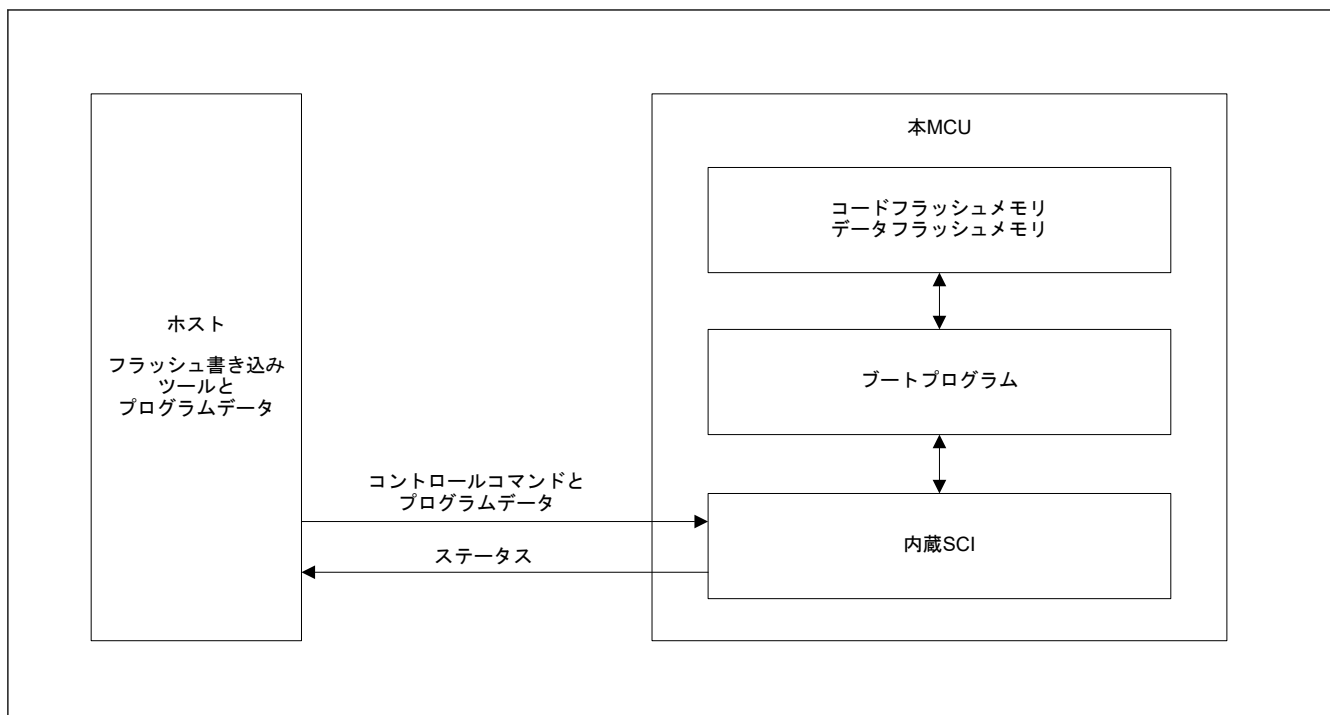 ホスト
フラッシュ書き込み
ツールと
プログラムデータ
コントロールコマンドと
プログラムデータ
ステータス
本MCU
コードフラッシュメモリ
データフラッシュメモリ
ブートプログラム
内蔵SCI